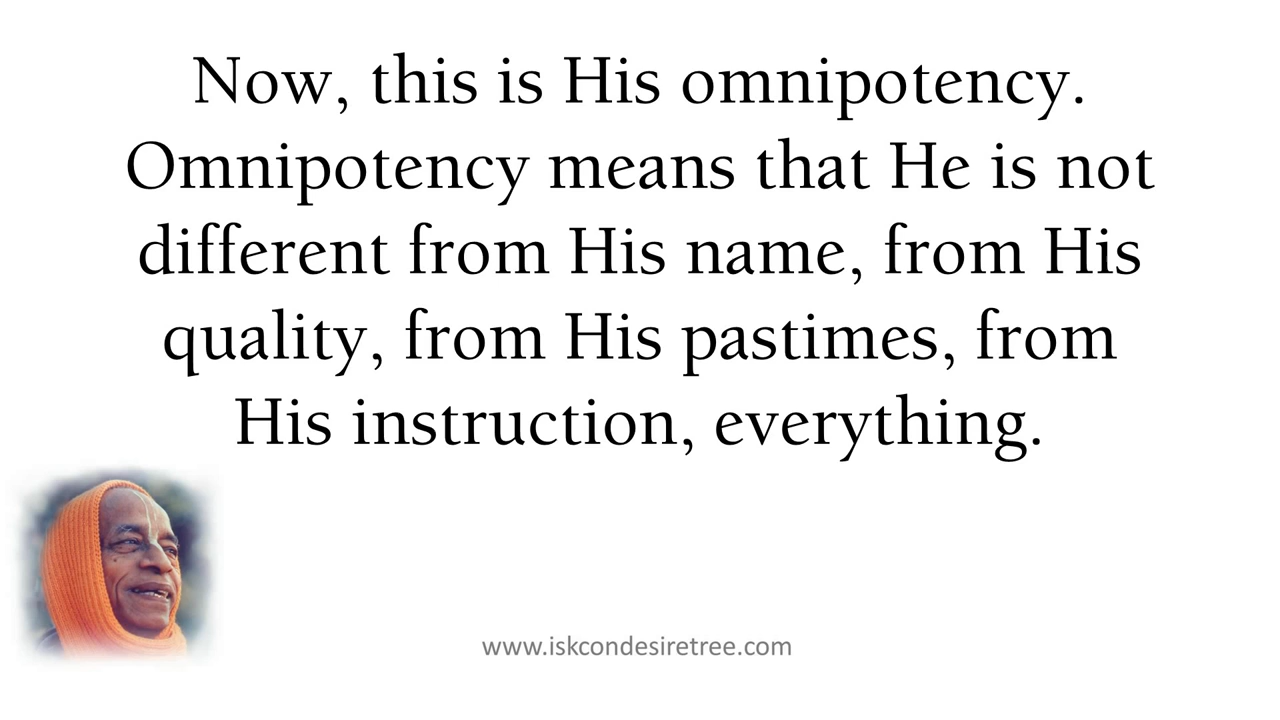 Now, this is His omnipotency.
Omnipotency means that He is not
different from His name, from His
quality, from His pastimes, from
His instruction, everything.
www.iskcondesiretree.com